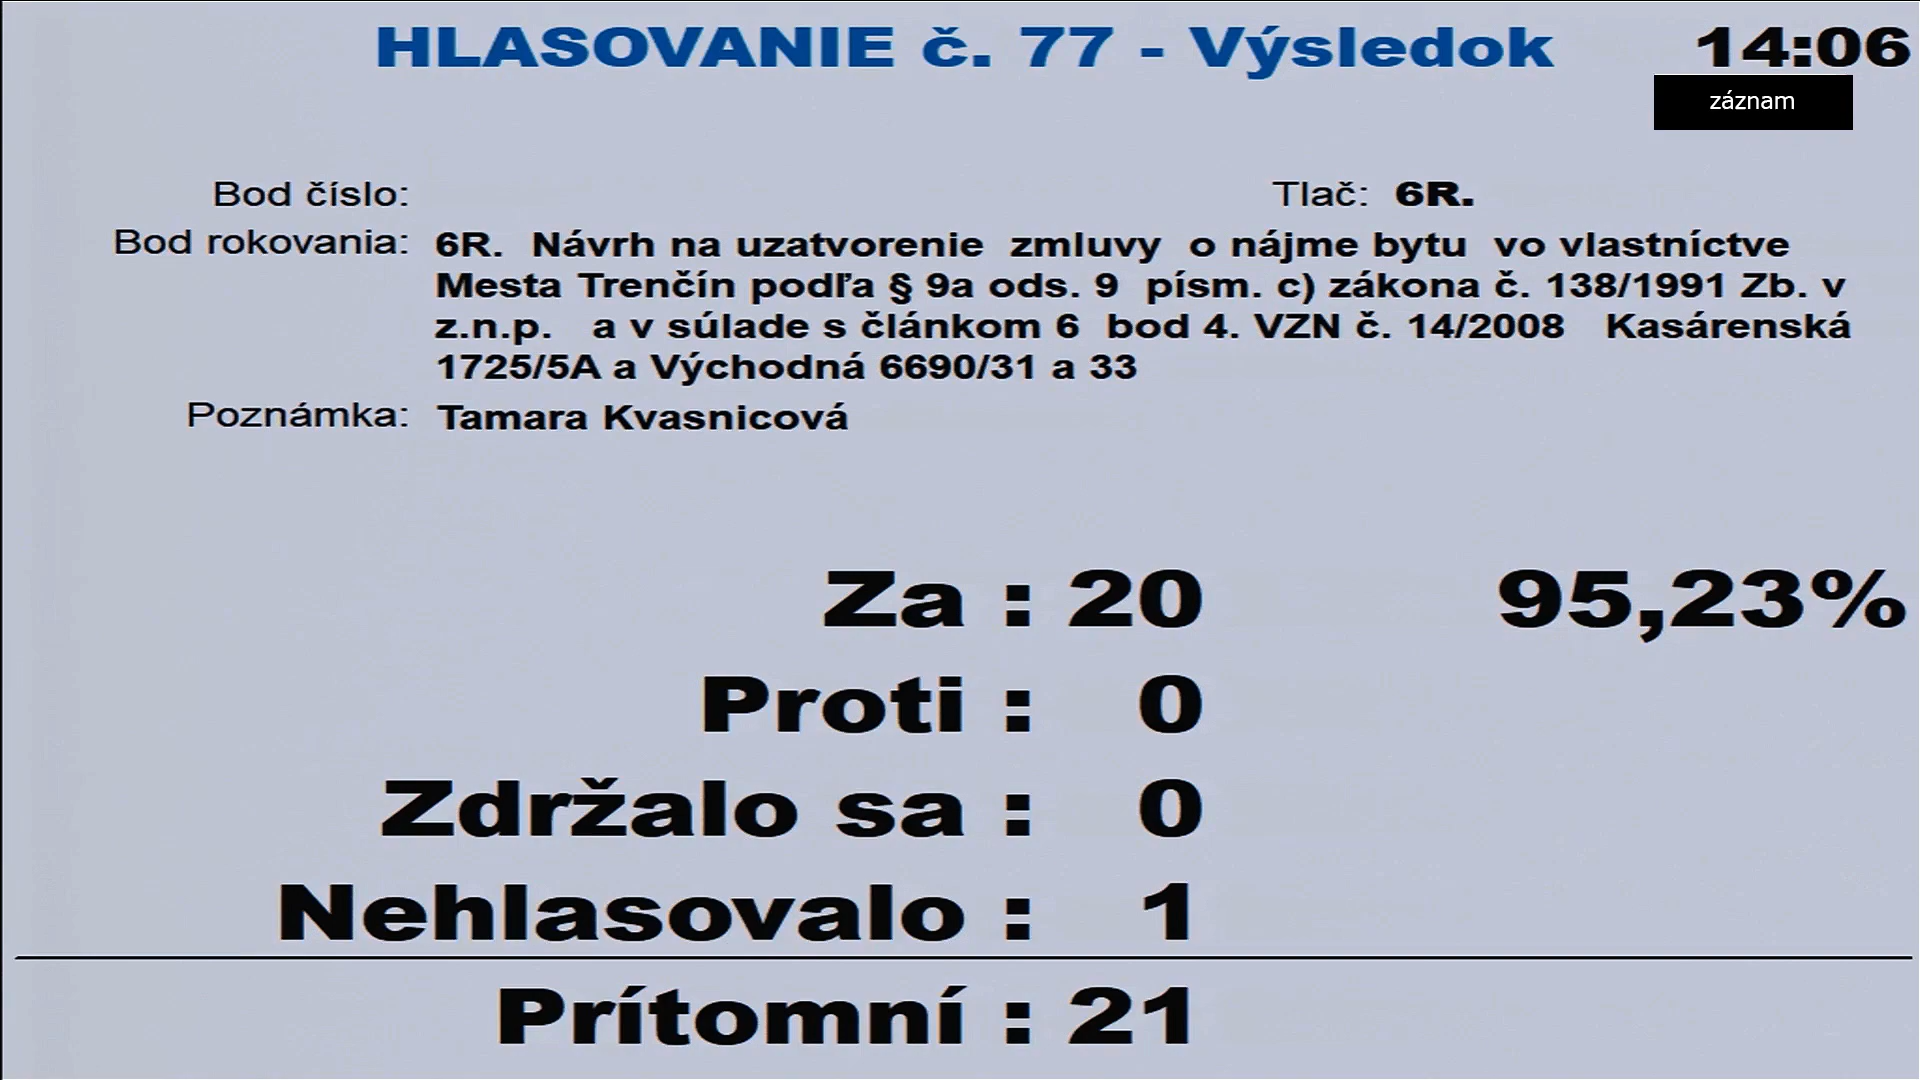 HLASOVANIE č. 77 - Výsledok 14:06
záznam
Bod číslo: Tlač: 6R.
Bod rokovania: 6R. Návrh na uzatvorenie zmluvy o nájme bytu vo vlastníctve
Mesta Trenčín podľa § 9a ods. 9 písm. c) zákona č. 138/1991 Zb. v
z.n.p. a v súlade s článkom 6 bod 4. VZN č. 14/2008 Kasárenská
1725/5A a Východná 6690/31 a 33
Poznámka: Tamara Kvasnicová
Za : 20 95,23%
Proti : 0
Zdržalo sa : 0
Nehlasovalo : 1
Prítomní : 21